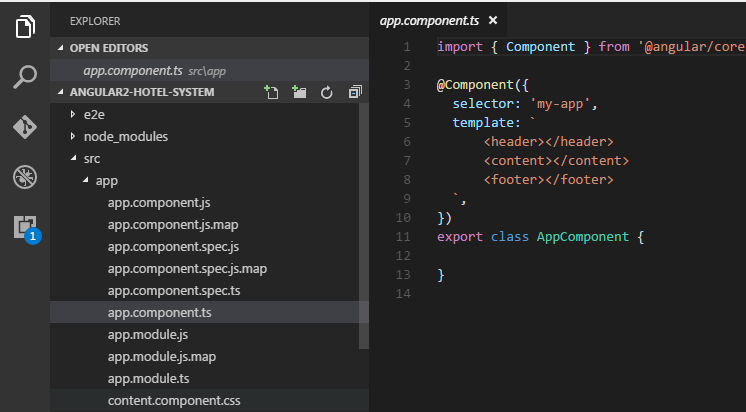 EXPLORER
OPEN EDITORS
app.component.ts src\app
ANGULAR2-HOTEL-SYSTEM
e2e
node_modules
src
app
app.component.js
app.component.js.map
app.component.spec.js
app.component.spec.js.map
app.component.spec.ts
app.component.ts
app.module.js
app.module.js.map
app.module.ts
content.component.css
1
app.component.ts
1 import { Component } from '@angular/core
2
3 @Component({
4 selector: 'my-app',
5 template: `
6 <header></header>
7 <content></content>
8 <footer></footer>
9 `,
10 })
11 export class AppComponent {
12
13 }
14